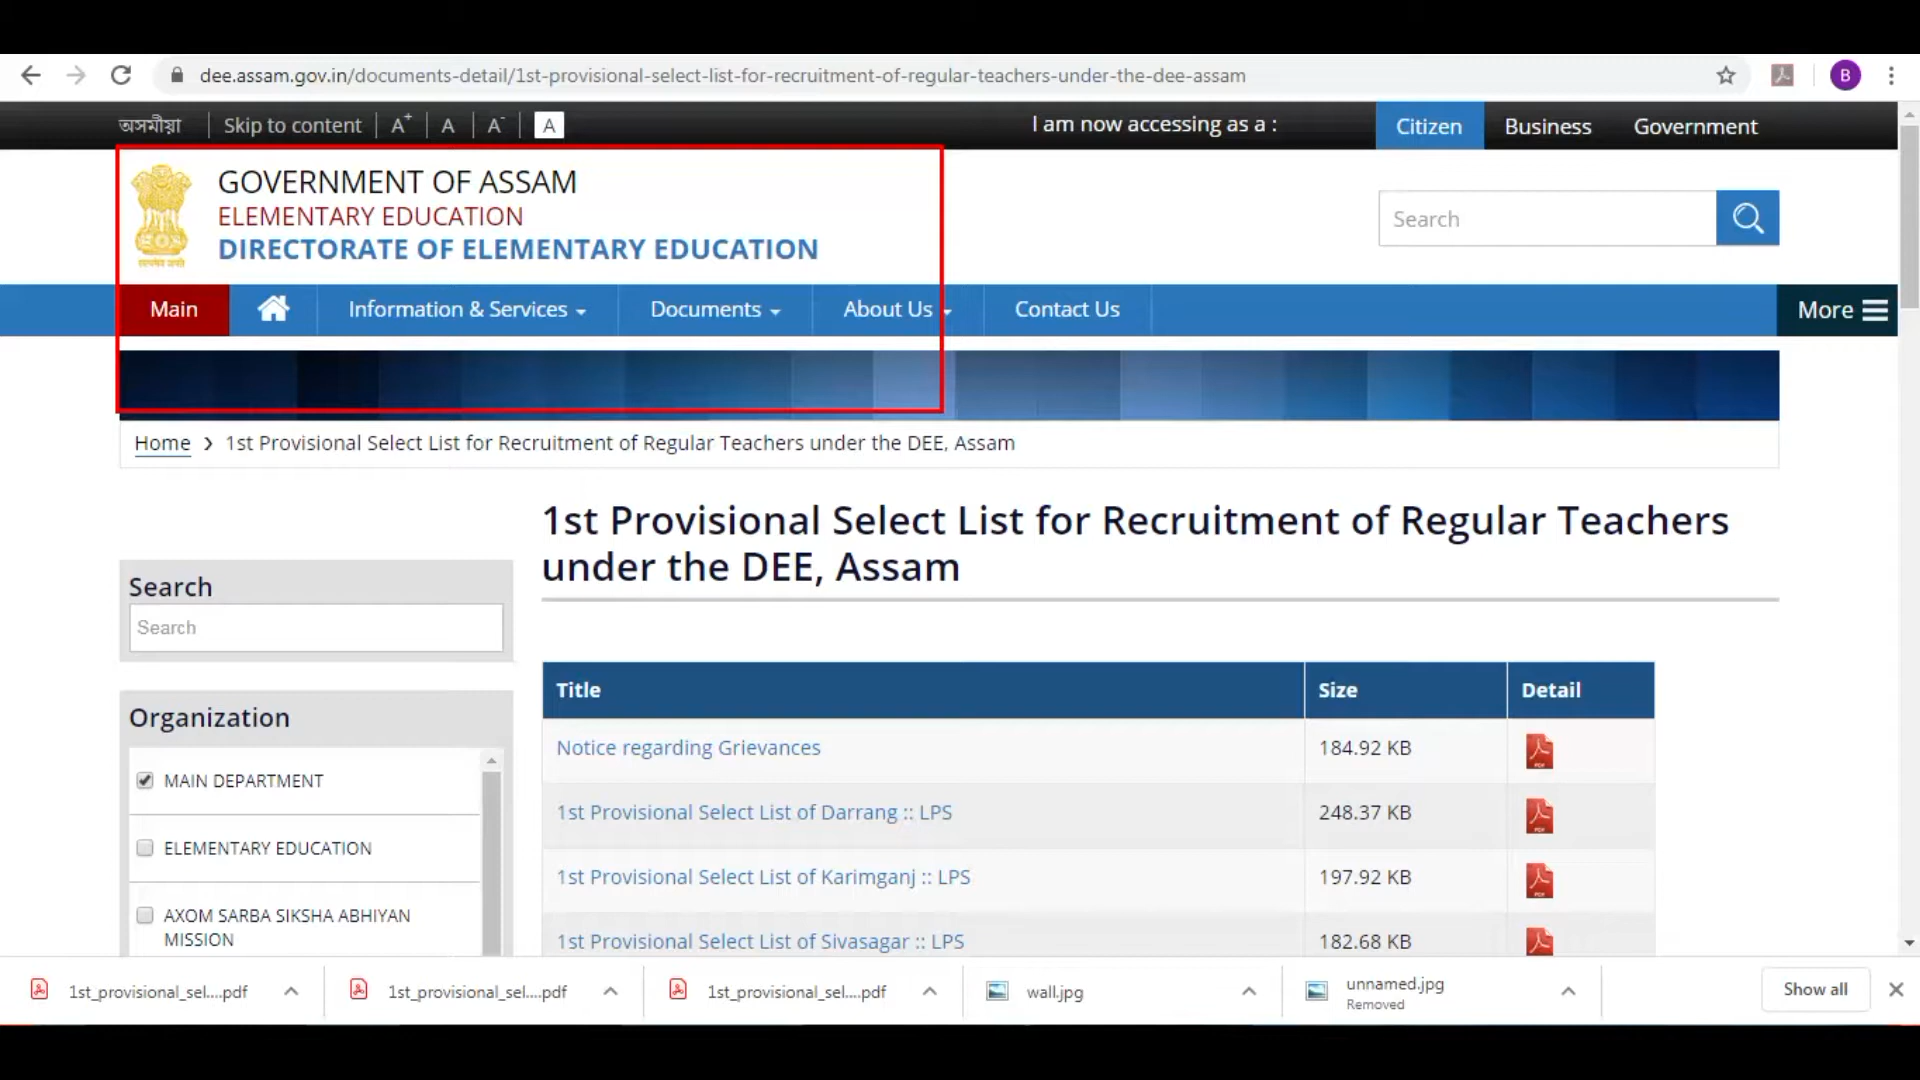 dee.assam.gov.in/documents-detail/1st-provisional-select-list-for-recruitment-of-regular-teachers-under-the-dee-assam
B
অসমীয়া Skip to content A+ A A- A I am now accessing as a : Citizen Business Government
GOVERNMENT OF ASSAM
ELEMENTARY EDUCATION
DIRECTORATE OF ELEMENTARY EDUCATION
Search
Main Information & Services Documents About Us Contact Us More
Home > 1st Provisional Select List for Recruitment of Regular Teachers under the DEE, Assam
1st Provisional Select List for Recruitment of Regular Teachers
under the DEE, Assam
Search
Search
Organization
MAIN DEPARTMENT
ELEMENTARY EDUCATION
AXOM SARBA SIKSHA ABHIYAN
MISSION
Title Size Detail
Notice regarding Grievances 184.92 KB
1st Provisional Select List of Darrang :: LPS 248.37 KB
1st Provisional Select List of Karimganj :: LPS 197.92 KB
1st Provisional Select List of Sivasagar :: LPS 182.68 KB
1st_provisional_sel....pdf 1st_provisional_sel....pdf 1st_provisional_sel....pdf wall.jpg unnamed.jpg Show all
Removed